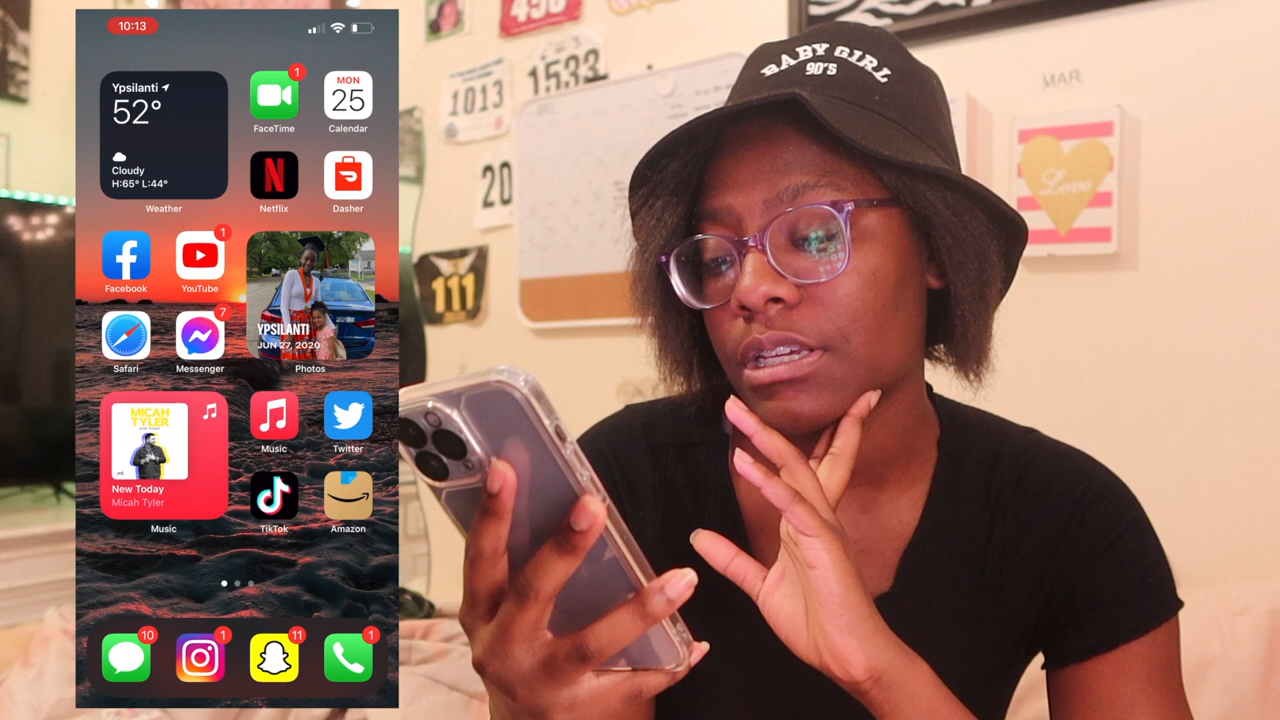 10:13
Ypsilanti
52°
Cloudy
H:65° L:44°
Weather
1
FaceTime
MON
25
Calendar
N
Netflix
Dasher
f
Facebook
1
YouTube
YPSILANTI
JUN 27, 2020
Photos
Safari
7
Messenger
MICAH
TYLER
NEW TODAY
New Today
Micah Tyler
Music
Music
Twitter
TikTok
Amazon
10
1
11
1
BABY GIRL
90'S
1533
1013
20
111
MAR
Love